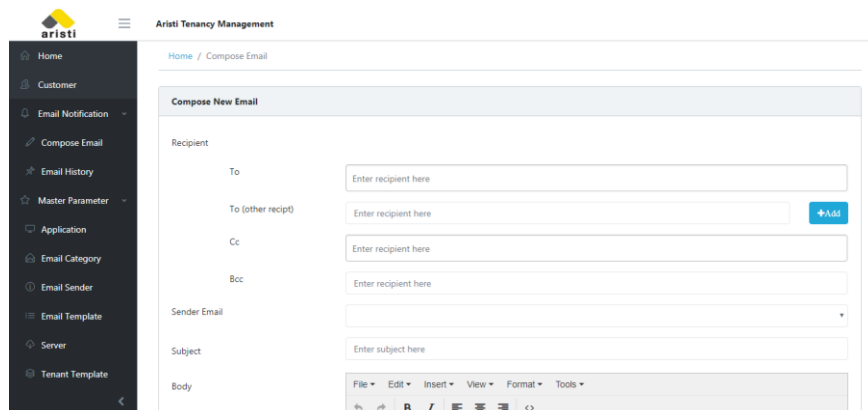 aristi
Aristi Tenancy Management
Home
Customer
Email Notification
Compose Email
Email History
Master Parameter
Application
Email Category
Email Sender
Email Template
Server
Tenant Template
Home / Compose Email
Compose New Email
Recipient
To
Enter recipient here
To (other recipt)
Enter recipient here
+Add
Cc
Enter recipient here
Bcc
Enter recipient here
Sender Email
Subject
Enter subject here
Body
File Edit Insert View Format Tools
B I